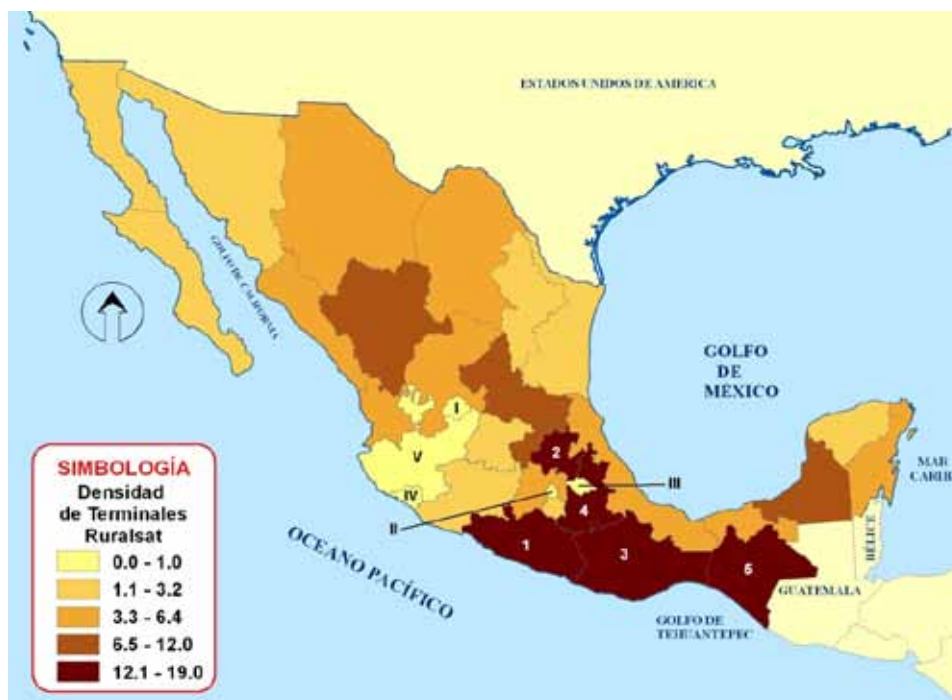 ESTADOS UNIDOS DE AMERICA
GOLFO DE CALIFORNIA
GOLFO
DE
MÉXICO
MAR
CARIB
I
V
IV
II
III
2
4
1
3
5
BÉLICE
GUATEMALA
GOLFO DE
TEHUANTEPEC
OCEANO PACÍFICO
SIMBOLOGÍA
Densidad
de Terminales
Ruralsat
0.0 - 1.0
1.1 - 3.2
3.3 - 6.4
6.5 - 12.0
12.1 - 19.0